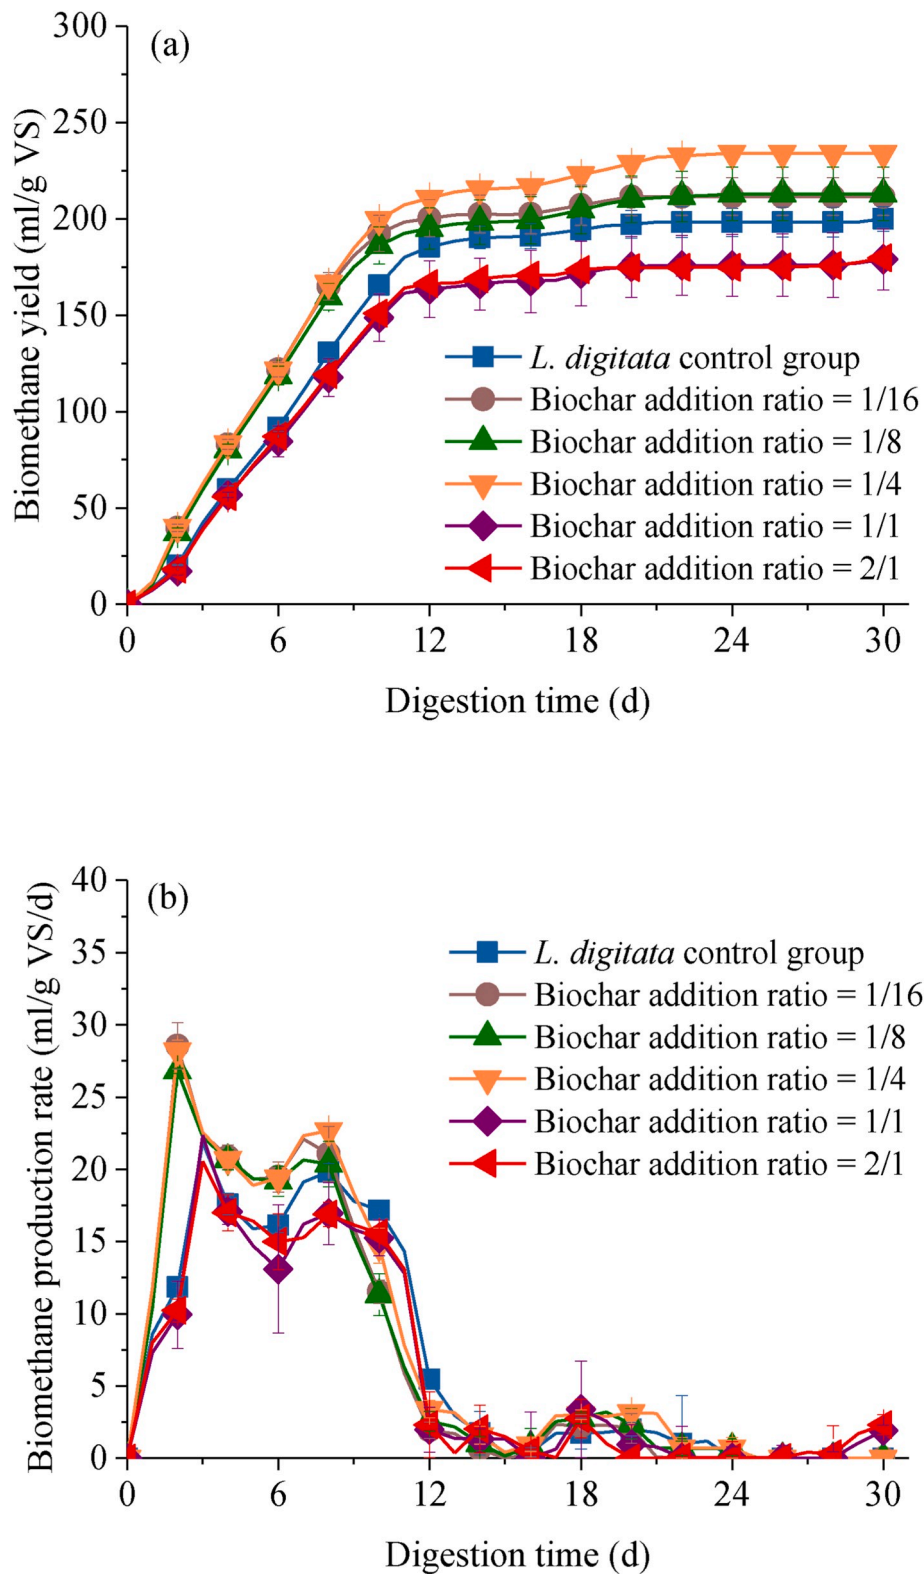 (a)
300
250
200
150
100
50
0
Biomethane yield (ml/g VS)
L. digitata control group
Biochar addition ratio = 1/16
Biochar addition ratio = 1/8
Biochar addition ratio = 1/4
Biochar addition ratio = 1/1
Biochar addition ratio = 2/1
0 6 12 18 24 30
Digestion time (d)
(b)
40
35
30
25
20
15
10
5
0
Biomethane production rate (ml/g VS/d)
L. digitata control group
Biochar addition ratio = 1/16
Biochar addition ratio = 1/8
Biochar addition ratio = 1/4
Biochar addition ratio = 1/1
Biochar addition ratio = 2/1
0 6 12 18 24 30
Digestion time (d)